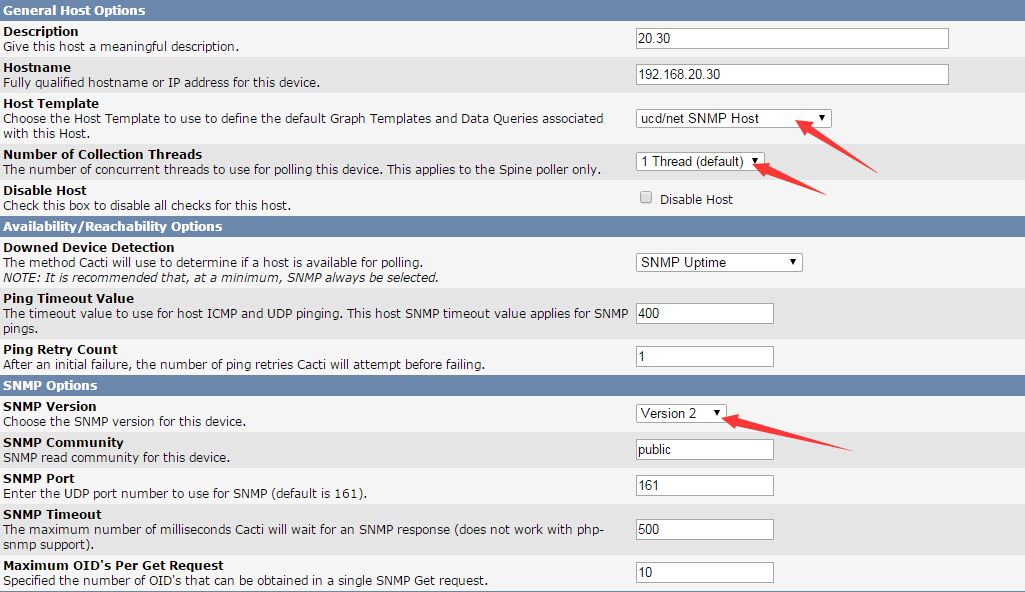 General Host Options
Description
Give this host a meaningful description.
20.30
Hostname
Fully qualified hostname or IP address for this device.
192.168.20.30
Host Template
Choose the Host Template to use to define the default Graph Templates and Data Queries associated
with this Host.
ucd/net SNMP Host
Number of Collection Threads
The number of concurrent threads to use for polling this device. This applies to the Spine poller only.
1 Thread (default)
Disable Host
Check this box to disable all checks for this host.
Disable Host
Availability/Reachability Options
Downed Device Detection
The method Cacti will use to determine if a host is available for polling.
NOTE: It is recommended that, at a minimum, SNMP always be selected.
SNMP Uptime
Ping Timeout Value
The timeout value to use for host ICMP and UDP pinging. This host SNMP timeout value applies for SNMP
pings.
400
Ping Retry Count
After an initial failure, the number of ping retries Cacti will attempt before failing.
1
SNMP Options
SNMP Version
Choose the SNMP version for this device.
Version 2
SNMP Community
SNMP read community for this device.
public
SNMP Port
Enter the UDP port number to use for SNMP (default is 161).
161
SNMP Timeout
The maximum number of milliseconds Cacti will wait for an SNMP response (does not work with php-
snmp support).
500
Maximum OID's Per Get Request
Specified the number of OID's that can be obtained in a single SNMP Get request.
10